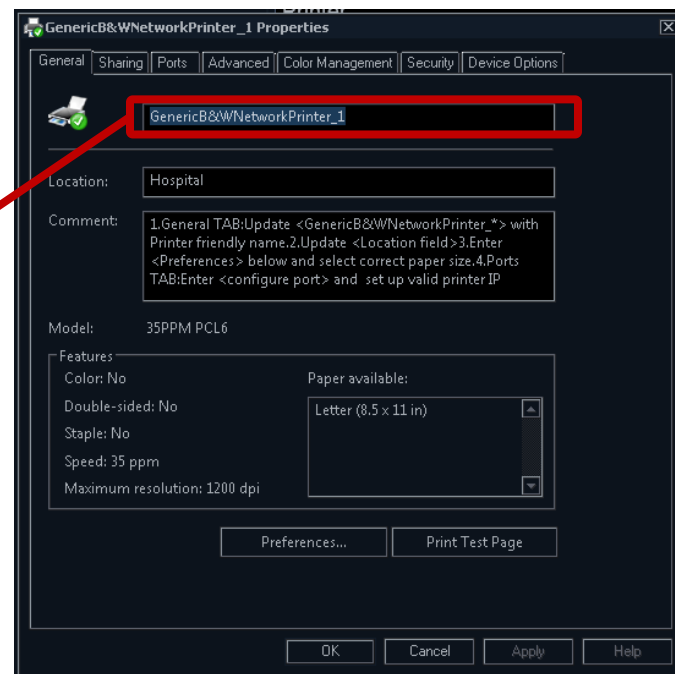 GenericB&WNetworkPrinter_1 Properties
General Sharing Ports Advanced Color Management Security Device Options
GenericB&WNetworkPrinter_1
Location: Hospital
Comment: 1.General TAB:Update <GenericB&WNetworkPrinter_*> with
Printer friendly name.2.Update <Location field>3.Enter
<Preferences> below and select correct paper size.4.Ports
TAB:Enter <configure port> and set up valid printer IP
Model: 35PPM PCL6
Features
Color: No Paper available:
Double-sided: No Letter (8.5 x 11 in)
Staple: No
Speed: 35 ppm
Maximum resolution: 1200 dpi
Preferences... Print Test Page
OK Cancel Apply Help